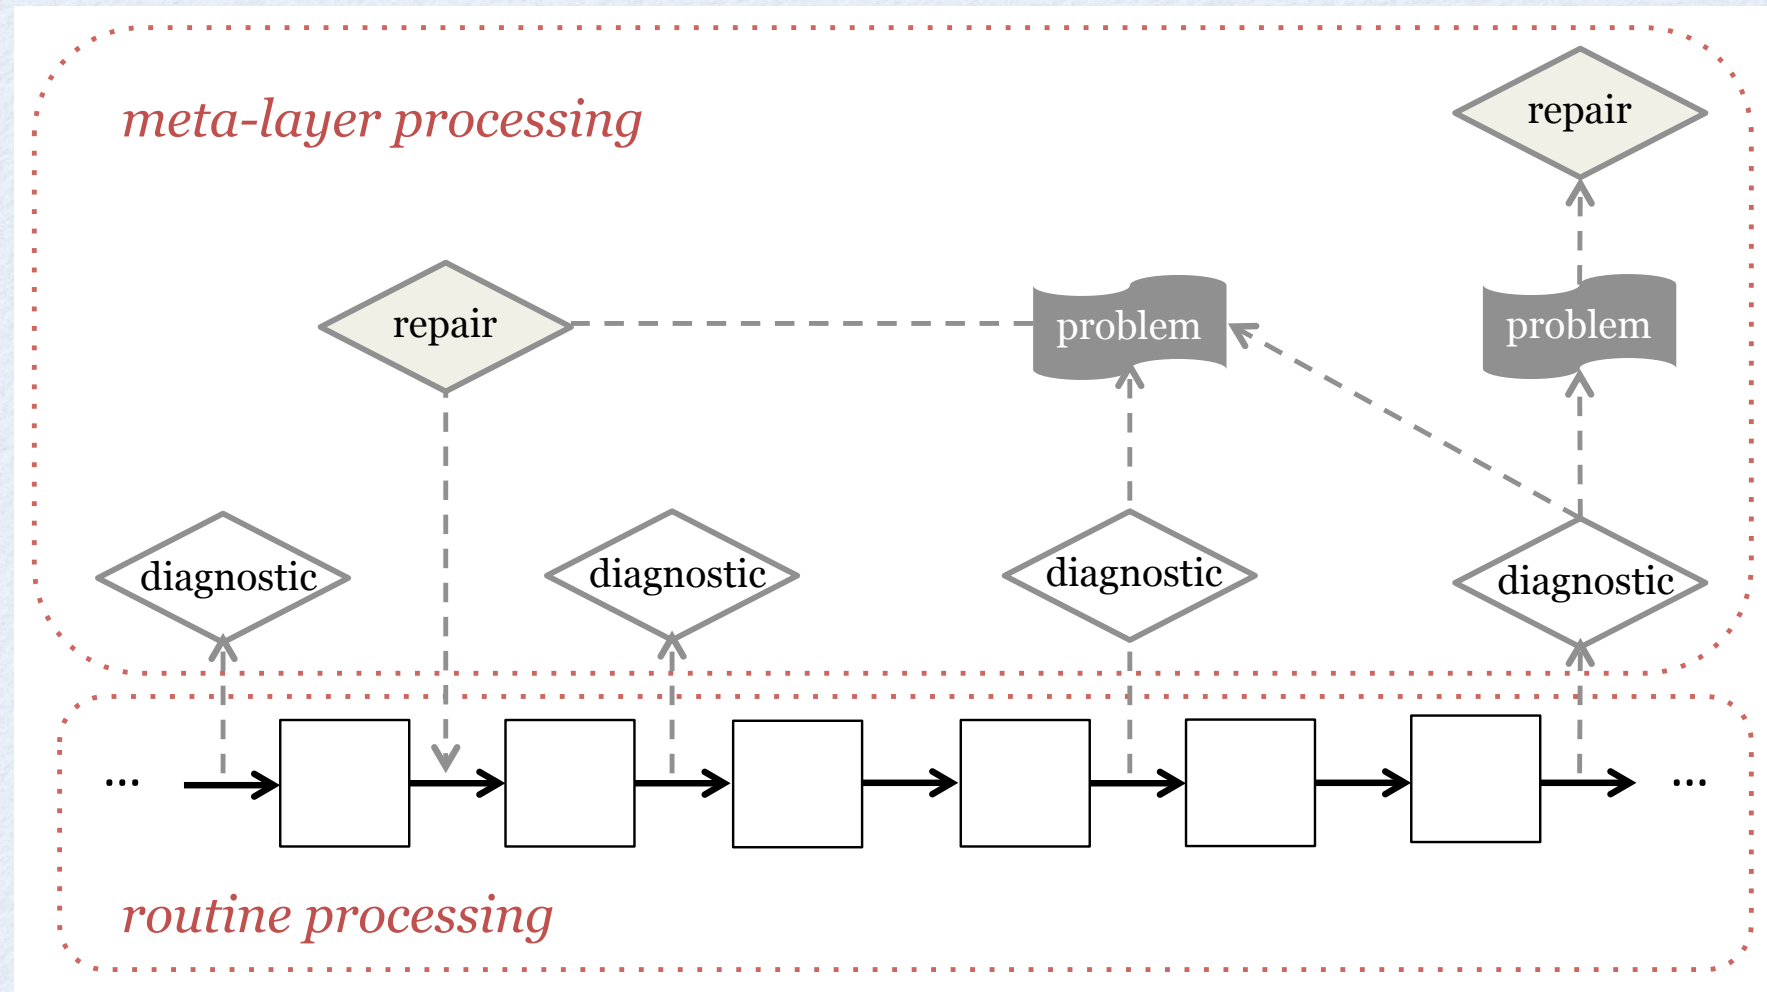 meta-layer processing
repair
repair
problem
problem
diagnostic
diagnostic
diagnostic
diagnostic
...
...
routine processing